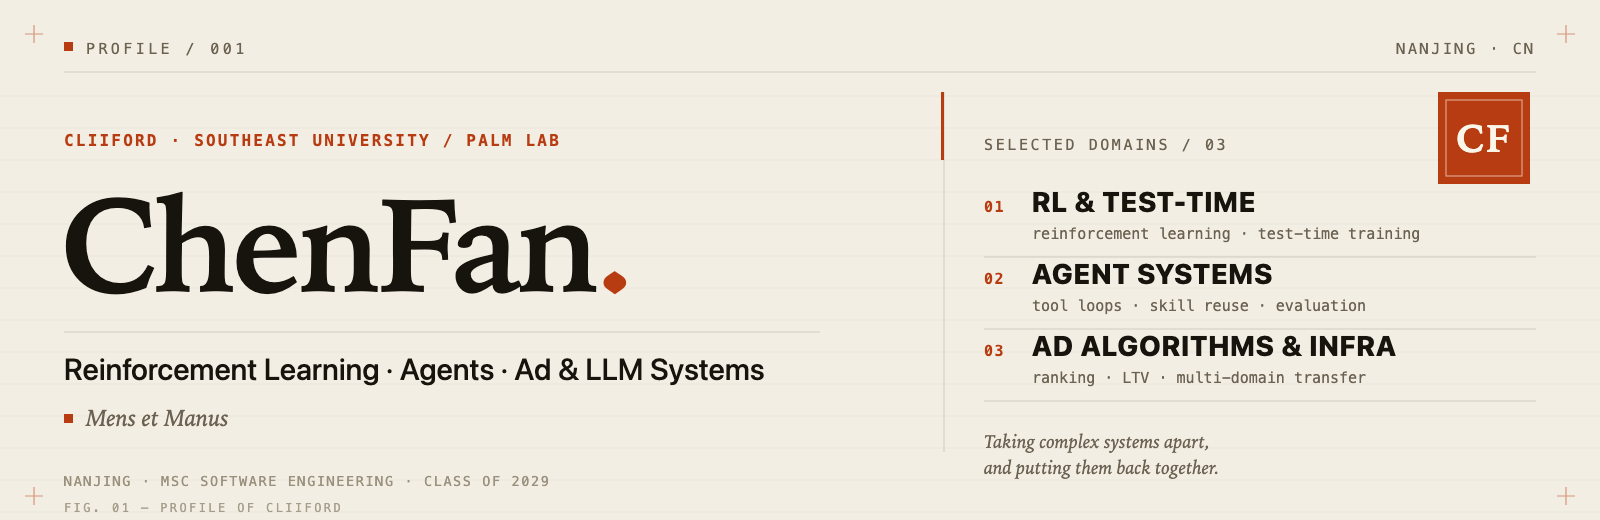 PROFILE / 001
NANJING · CN
CLIIFORD · SOUTHEAST UNIVERSITY / PALM LAB
ChenFan.
Reinforcement Learning · Agents · Ad & LLM Systems
Mens et Manus
NANJING · MSC SOFTWARE ENGINEERING · CLASS OF 2029
FIG. 01 — PROFILE OF CLIIFORD
SELECTED DOMAINS / 03
CF
01 RL & TEST-TIME
reinforcement learning · test-time training
02 AGENT SYSTEMS
tool loops · skill reuse · evaluation
03 AD ALGORITHMS & INFRA
ranking · LTV · multi-domain transfer
Taking complex systems apart,
and putting them back together.